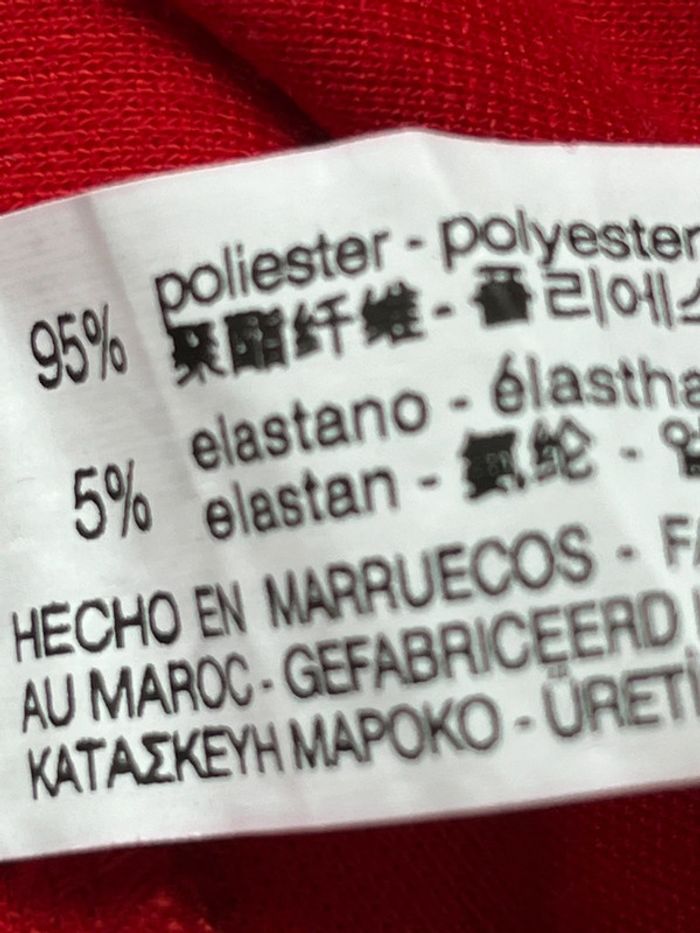 95% poliester - polyester
聚酯纤维 - 폴리에스
elastano - élastha
5% elastan - 氨纶 -
HECHO EN MARRUECOS - FA
AU MAROC - GEFABRICEERD
ΚΑΤΑΣΚΕΥΗ ΜΑΡΟΚΟ - ÜRETİ